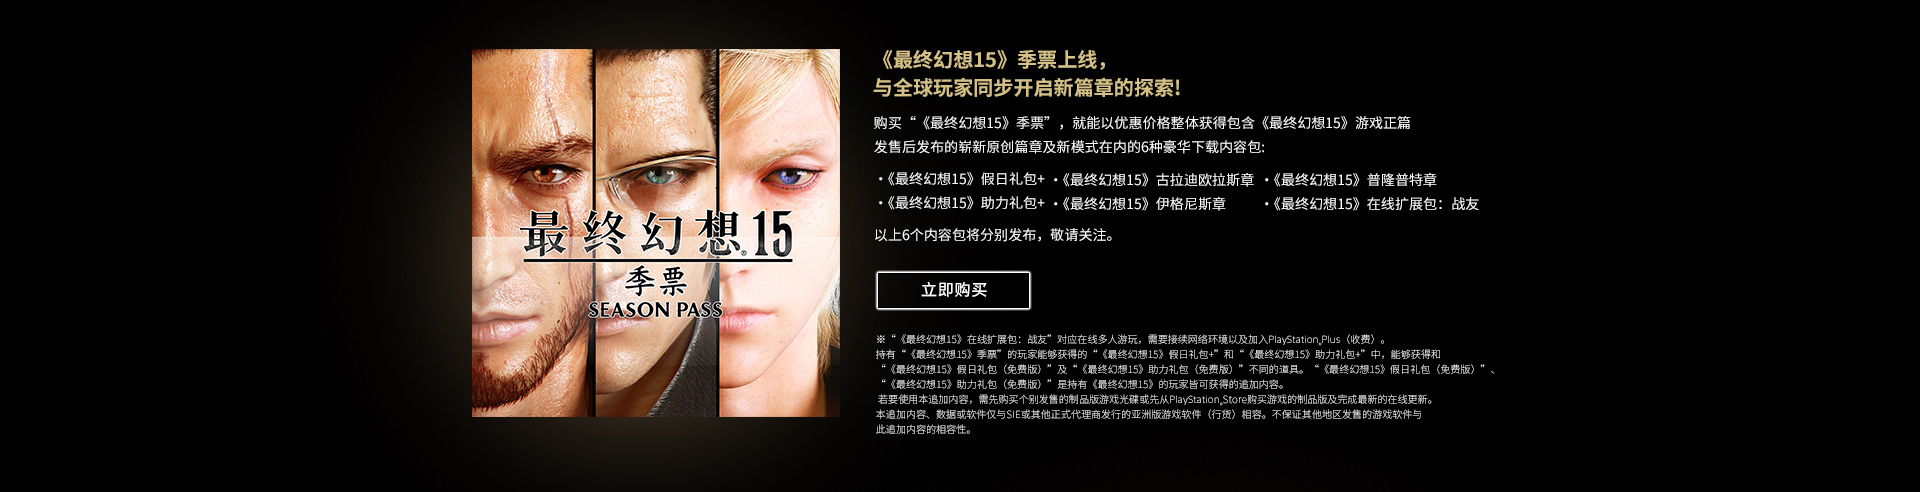 最终幻想15
季票
SEASON PASS
《最终幻想15》季票上线，
与全球玩家同步开启新篇章的探索!
购买“《最终幻想15》季票”，就能以优惠价格整体获得包含《最终幻想15》游戏正篇
发售后发布的崭新原创篇章及新模式在内的6种豪华下载内容包:
・《最终幻想15》假日礼包+ ・《最终幻想15》古拉迪欧拉斯章 ・《最终幻想15》普隆普特章
・《最终幻想15》助力礼包+ ・《最终幻想15》伊格尼斯章 ・《最终幻想15》在线扩展包：战友
以上6个内容包将分别发布，敬请关注。
立即购买
※“《最终幻想15》在线扩展包：战友”对应在线多人游玩，需要接续网络环境以及加入PlayStation®Plus（收费）。
持有“《最终幻想15》季票”的玩家能够获得的“《最终幻想15》假日礼包+”和“《最终幻想15》助力礼包+”中，能够获得和
“《最终幻想15》假日礼包（免费版）”及“《最终幻想15》助力礼包（免费版）”不同的道具。“《最终幻想15》假日礼包（免费版）”、
“《最终幻想15》助力礼包（免费版）”是持有《最终幻想15》的玩家皆可获得的追加内容。
若要使用本追加内容，需先购买个别发售的制品版游戏光碟或先从PlayStation®Store购买游戏的制品版及完成最新的在线更新。
本追加内容、数据或软件仅与SIE或其他正式代理商发行的亚洲版游戏软件（行货）相容。不保证其他地区发售的游戏软件与
此追加内容的相容性。